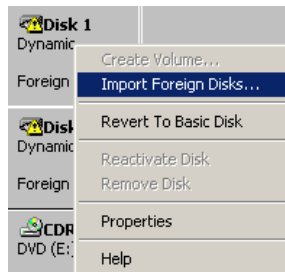 Disk 1
Dynamic
Foreign
Create Volume...
Import Foreign Disks...
Revert To Basic Disk
Reactivate Disk
Remove Disk
Properties
Help
Disk
Dynamic
Foreign
CDR
DVD (E:)